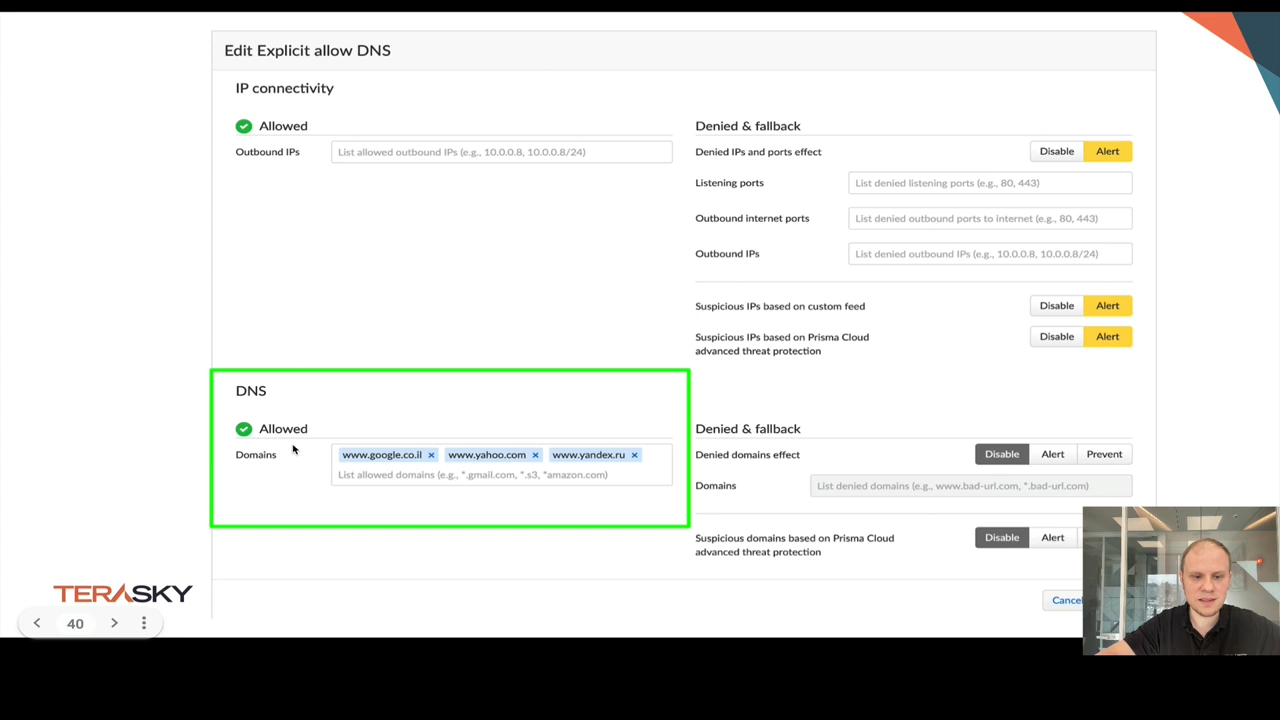 Edit Explicit allow DNS
IP connectivity
Allowed
Outbound IPs
List allowed outbound IPs (e.g., 10.0.0.8, 10.0.0.8/24)
Denied & fallback
Denied IPs and ports effect
Disable Alert
Listening ports
List denied listening ports (e.g., 80, 443)
Outbound internet ports
List denied outbound ports to internet (e.g., 80, 443)
Outbound IPs
List denied outbound IPs (e.g., 10.0.0.8, 10.0.0.8/24)
Suspicious IPs based on custom feed
Disable Alert
Suspicious IPs based on Prisma Cloud
advanced threat protection
Disable Alert
DNS
Allowed
Domains
www.google.co.il × www.yahoo.com × www.yandex.ru ×
List allowed domains (e.g., *.gmail.com, *.s3, *amazon.com)
Denied & fallback
Denied domains effect
Disable Alert Prevent
Domains
List denied domains (e.g., www.bad-url.com, *.bad-url.com)
Suspicious domains based on Prisma Cloud
advanced threat protection
Disable Alert
Cancel
TERASKY
40